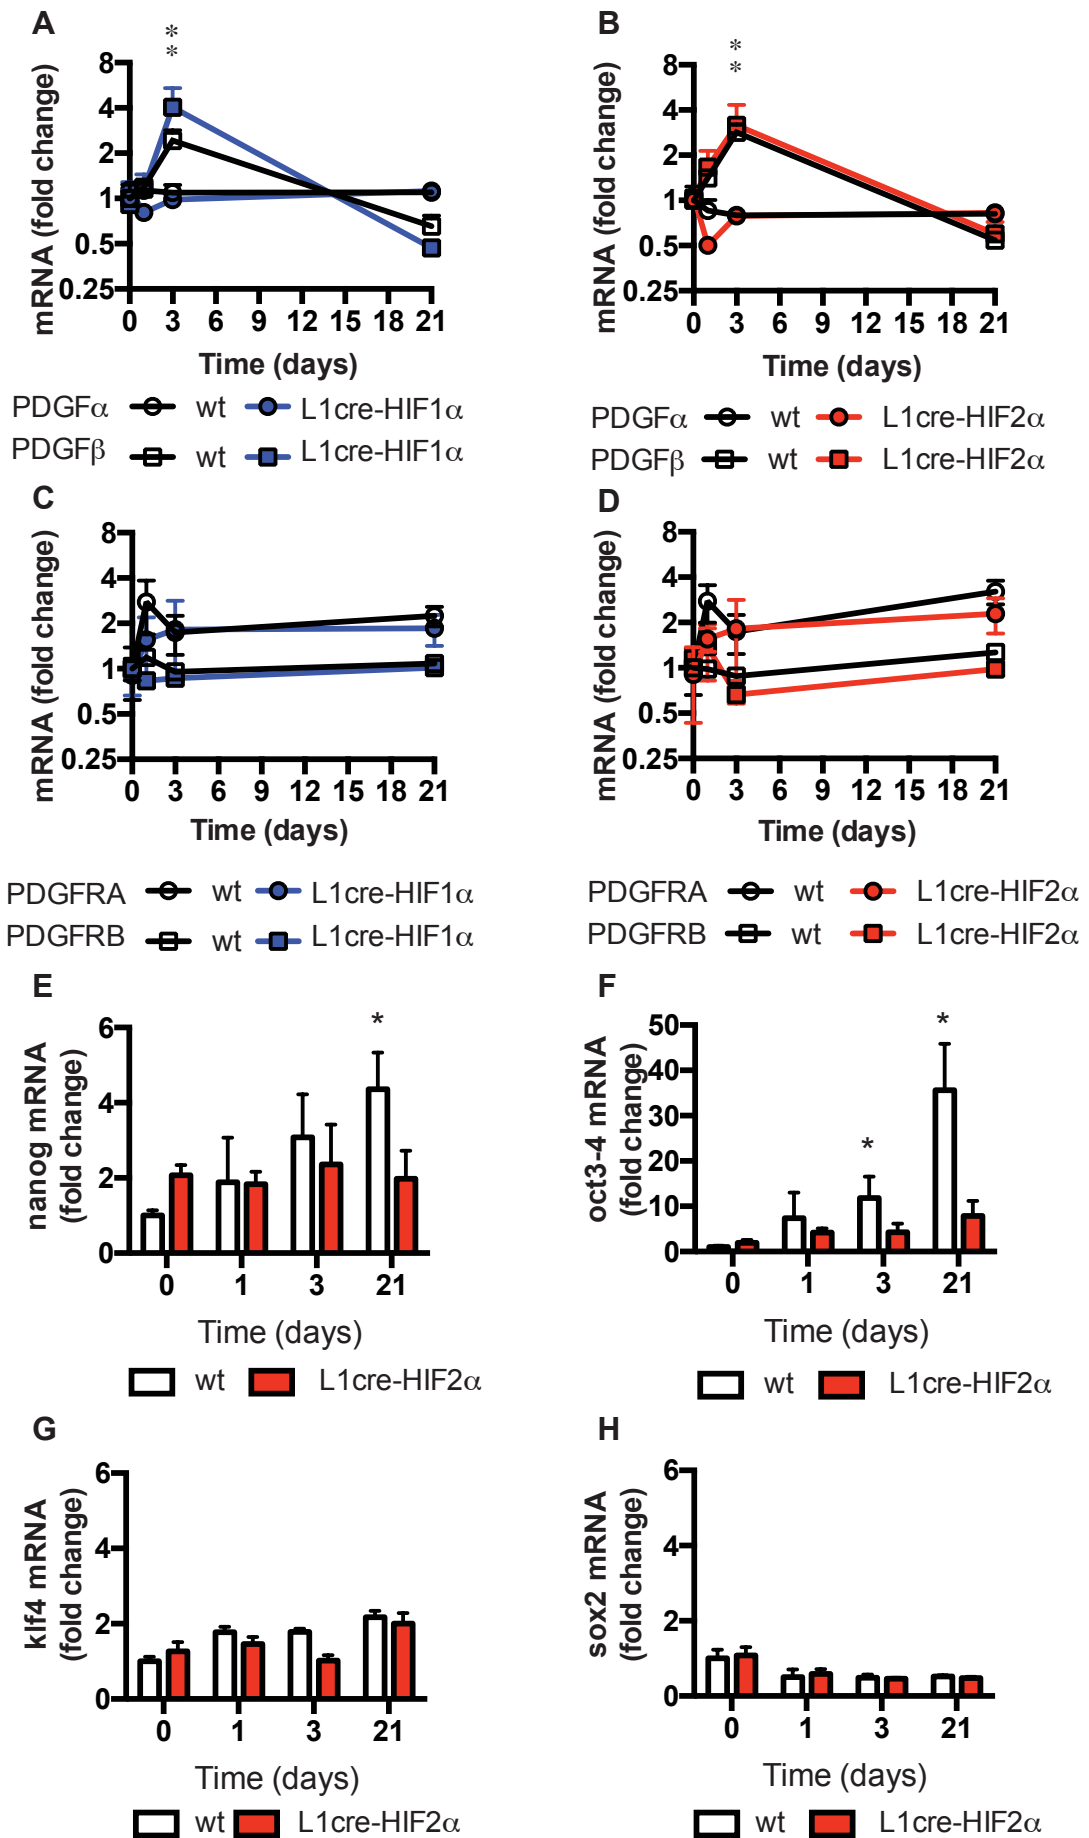 A
*
*
mRNA (fold change)
8
4
2
1
0.5
0.25
0 3 6 9 12 15 18 21
Time (days)
PDGFα wt L1cre-HIF1α
PDGFβ wt L1cre-HIF1α
B
*
*
mRNA (fold change)
8
4
2
1
0.5
0.25
0 3 6 9 12 15 18 21
Time (days)
PDGFα wt L1cre-HIF2α
PDGFβ wt L1cre-HIF2α
C
mRNA (fold change)
8
4
2
1
0.5
0.25
0 3 6 9 12 15 18 21
Time (days)
PDGFRA wt L1cre-HIF1α
PDGFRB wt L1cre-HIF1α
D
mRNA (fold change)
8
4
2
1
0.5
0.25
0 3 6 9 12 15 18 21
Time (days)
PDGFRA wt L1cre-HIF2α
PDGFRB wt L1cre-HIF2α
E
nanog mRNA
(fold change)
6
4
2
0
*
0 1 3 21
Time (days)
wt L1cre-HIF2α
F
oct3-4 mRNA
(fold change)
50
40
30
20
10
0
*
*
0 1 3 21
Time (days)
wt L1cre-HIF2α
G
klf4 mRNA
(fold change)
6
4
2
0
0 1 3 21
Time (days)
wt L1cre-HIF2α
H
sox2 mRNA
(fold change)
6
4
2
0
0 1 3 21
Time (days)
wt L1cre-HIF2α